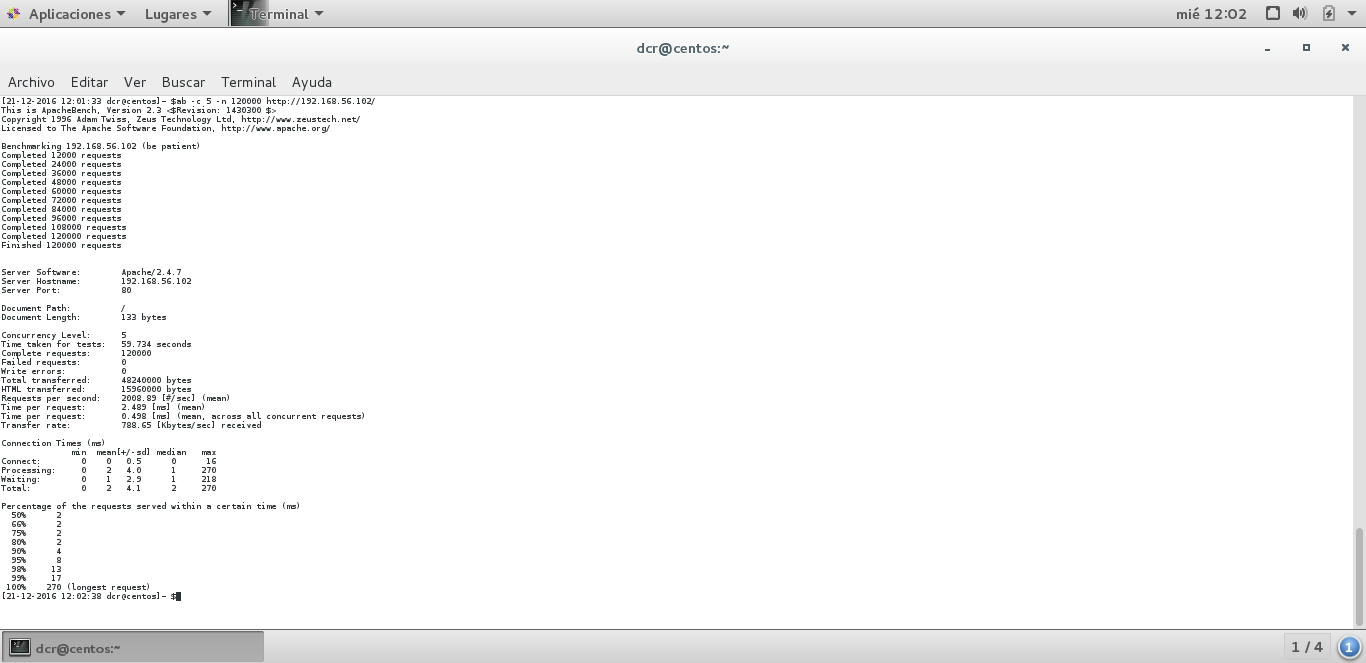 Aplicaciones Lugares Terminal mié 12:02
dcr@centos:~
Archivo Editar Ver Buscar Terminal Ayuda
[21-12-2016 12:01:33 dcr@centos]~ $ab -c 5 -n 120000 http://192.168.56.102/
This is ApacheBench, Version 2.3 <$Revision: 1430300 $>
Copyright 1996 Adam Twiss, Zeus Technology Ltd, http://www.zeustech.net/
Licensed to The Apache Software Foundation, http://www.apache.org/
Benchmarking 192.168.56.102 (be patient)
Completed 12000 requests
Completed 24000 requests
Completed 36000 requests
Completed 48000 requests
Completed 60000 requests
Completed 72000 requests
Completed 84000 requests
Completed 96000 requests
Completed 108000 requests
Completed 120000 requests
Finished 120000 requests
Server Software: Apache/2.4.7
Server Hostname: 192.168.56.102
Server Port: 80
Document Path: /
Document Length: 133 bytes
Concurrency Level: 5
Time taken for tests: 59.734 seconds
Complete requests: 120000
Failed requests: 0
Write errors: 0
Total transferred: 48240000 bytes
HTML transferred: 15960000 bytes
Requests per second: 2008.89 [#/sec] (mean)
Time per request: 2.489 [ms] (mean)
Time per request: 0.498 [ms] (mean, across all concurrent requests)
Transfer rate: 788.65 [Kbytes/sec] received
Connection Times (ms)
min mean[+/-sd] median max
Connect: 0 0 0.5 0 16
Processing: 0 2 4.0 1 270
Waiting: 0 1 2.9 1 218
Total: 0 2 4.1 2 270
Percentage of the requests served within a certain time (ms)
50% 2
66% 2
75% 2
80% 2
90% 4
95% 8
98% 13
99% 17
100% 270 (longest request)
[21-12-2016 12:02:38 dcr@centos]~ $
dcr@centos:~ 1 / 4 1